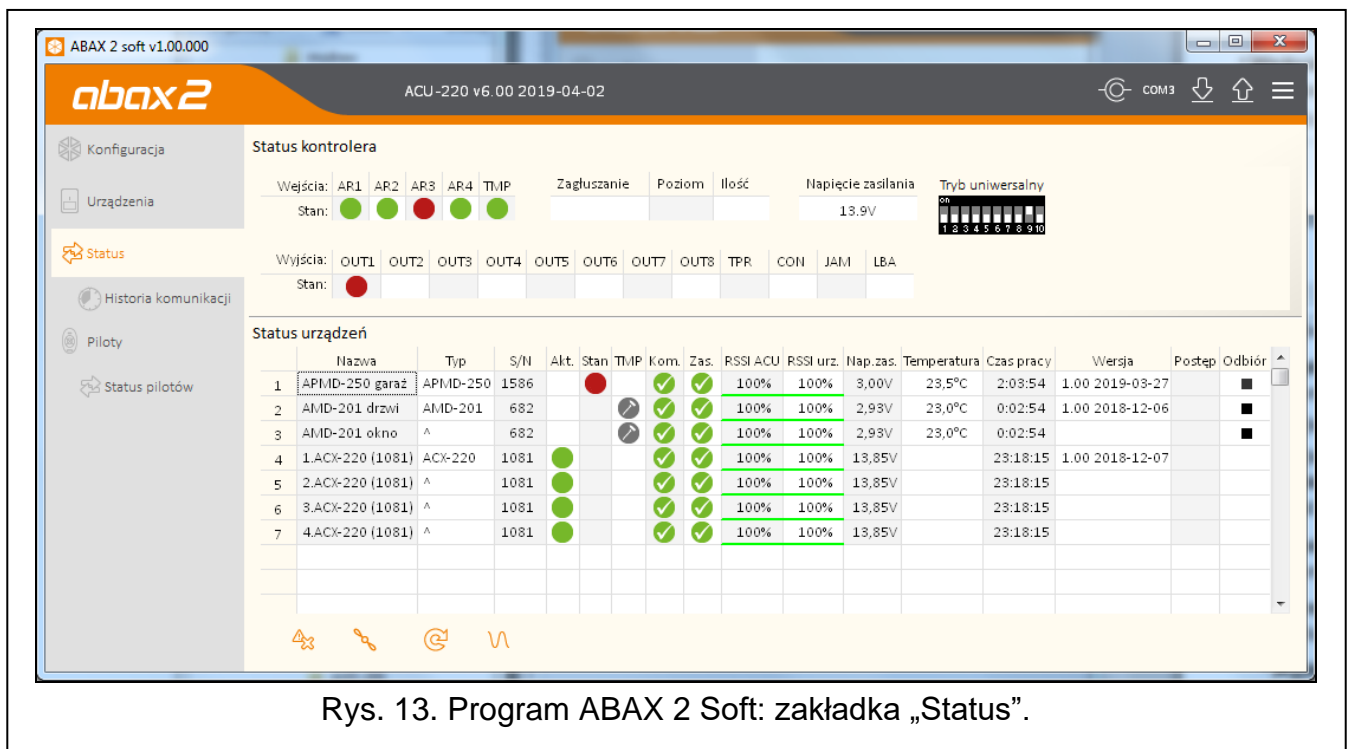 ABAX 2 soft v1.00.000
abax2
ACU-220 v6.00 2019-04-02
COM3
Konfiguracja
Urządzenia
Status
Historia komunikacji
Piloty
Status pilotów
Status kontrolera
Wejścia: AR1 AR2 AR3 AR4 TMP
Stan:
Zagłuszanie Poziom Ilość
Napięcie zasilania
13.9V
Tryb uniwersalny
on
1 2 3 4 5 6 7 8 9 10
Wyjścia: OUT1 OUT2 OUT3 OUT4 OUT5 OUT6 OUT7 OUT8 TPR CON JAM LBA
Stan:
Status urządzeń
Nazwa Typ S/N Akt. Stan TMP Kom. Zas. RSSI ACU RSSI urz. Nap.zas. Temperatura Czas pracy Wersja Postęp Odbiór
1 APMD-250 garaż APMD-250 1586 100% 100% 3,00V 23,5°C 2:03:54 1.00 2019-03-27
2 AMD-201 drzwi AMD-201 682 100% 100% 2,93V 23,0°C 0:02:54 1.00 2018-12-06
3 AMD-201 okno ^ 682 100% 100% 2,93V 23,0°C 0:02:54
4 1.ACX-220 (1081) ACX-220 1081 100% 100% 13,85V 23:18:15 1.00 2018-12-07
5 2.ACX-220 (1081) ^ 1081 100% 100% 13,85V 23:18:15
6 3.ACX-220 (1081) ^ 1081 100% 100% 13,85V 23:18:15
7 4.ACX-220 (1081) ^ 1081 100% 100% 13,85V 23:18:15
Rys. 13. Program ABAX 2 Soft: zakładka „Status”.